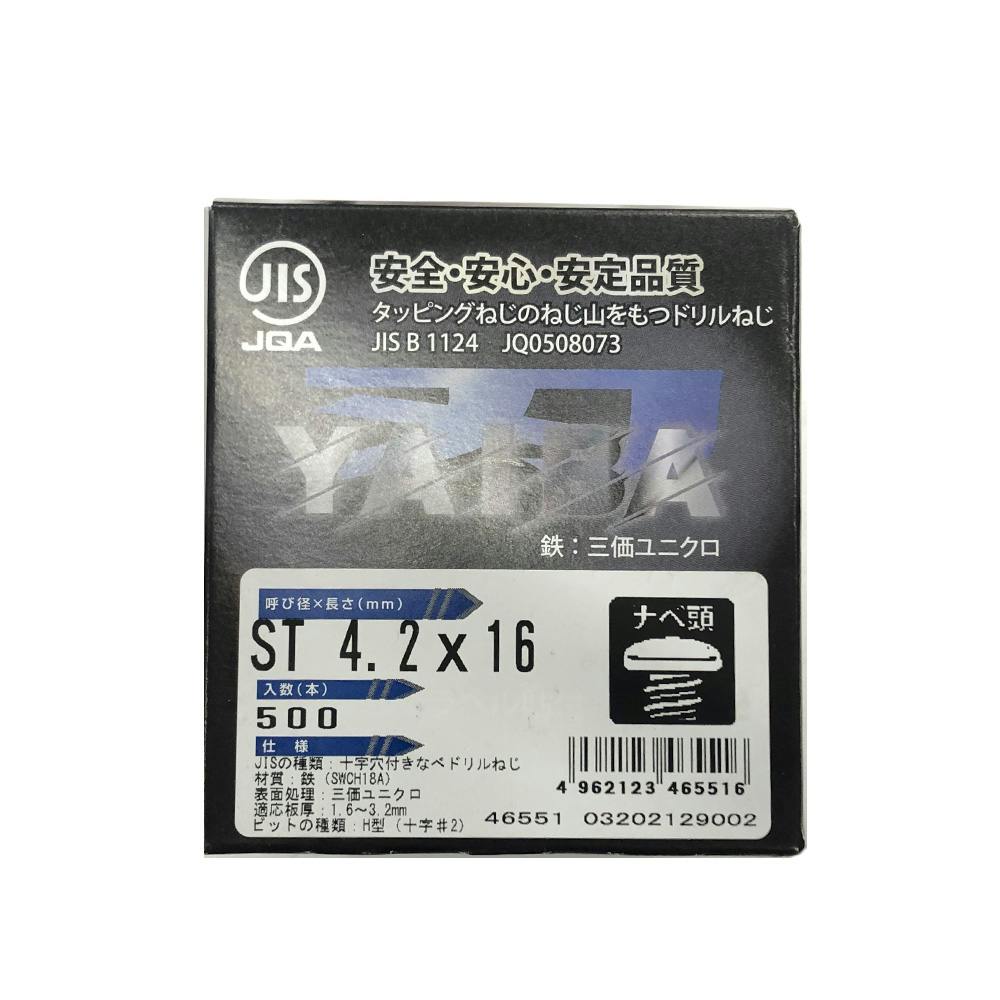 JIS
JQA
安全・安心・安定品質
タッピングねじのねじ山をもつドリルねじ
JIS B 1124 JQ0508073
YAIBA
鉄：三価ユニクロ
呼び径×長さ(mm)
ST 4.2x16
ナベ頭
入数(本)
500
仕様
JISの種類：十字穴付きなべドリルねじ
材質：鉄(SWCH18A)
表面処理：三価ユニクロ
適応板厚：1.6〜3.2mm
ビットの種類：H型(十字#2)
4 962123 465516
46551 03202129002